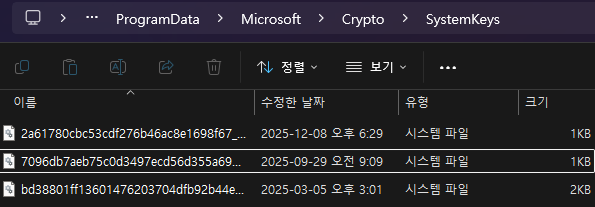 ProgramData > Microsoft > Crypto > SystemKeys
정렬 보기
이름 수정한 날짜 유형 크기
2a61780cbc53cdf276b46ac8e1698f67_... 2025-12-08 오후 6:29 시스템 파일 1KB
7096db7aeb75c0d3497ecd56d355a69... 2025-09-29 오전 9:09 시스템 파일 1KB
bd38801ff13601476203704dfb92b44e... 2025-03-05 오후 3:01 시스템 파일 2KB